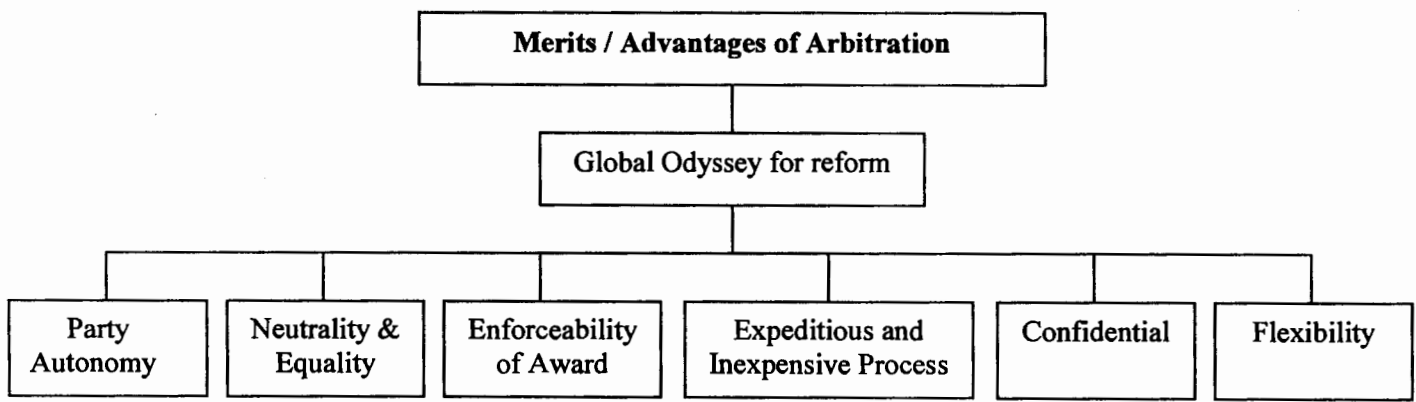 Merits / Advantages of Arbitration
Global Odyssey for reform
Party
Autonomy
Neutrality &
Equality
Enforceability
of Award
Expeditious and
Inexpensive Process
Confidential
Flexibility